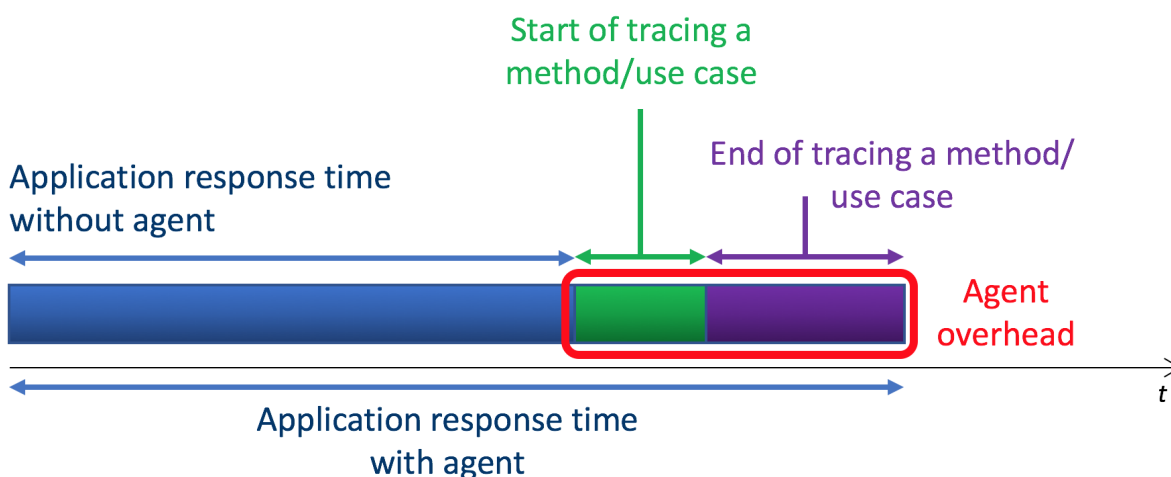 Start of tracing a
method/use case
End of tracing a method/
use case
Application response time
without agent
Agent
overhead
t
Application response time
with agent